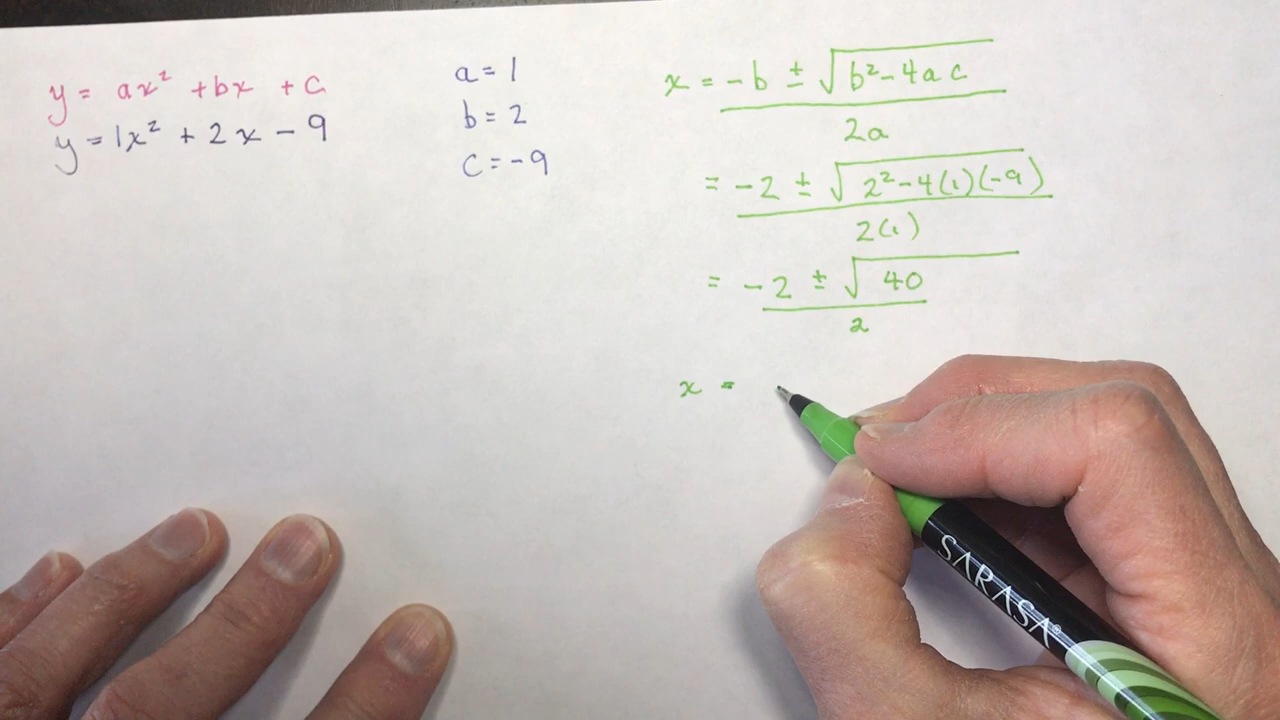 y = ax² + bx + c
y = 1x² + 2x - 9
a = 1
b = 2
c = -9
x = -b ± √b²-4ac
2a
= -2 ± √2²-4(1)(-9)
2(1)
= -2 ± √40
2
x =
SARASA®